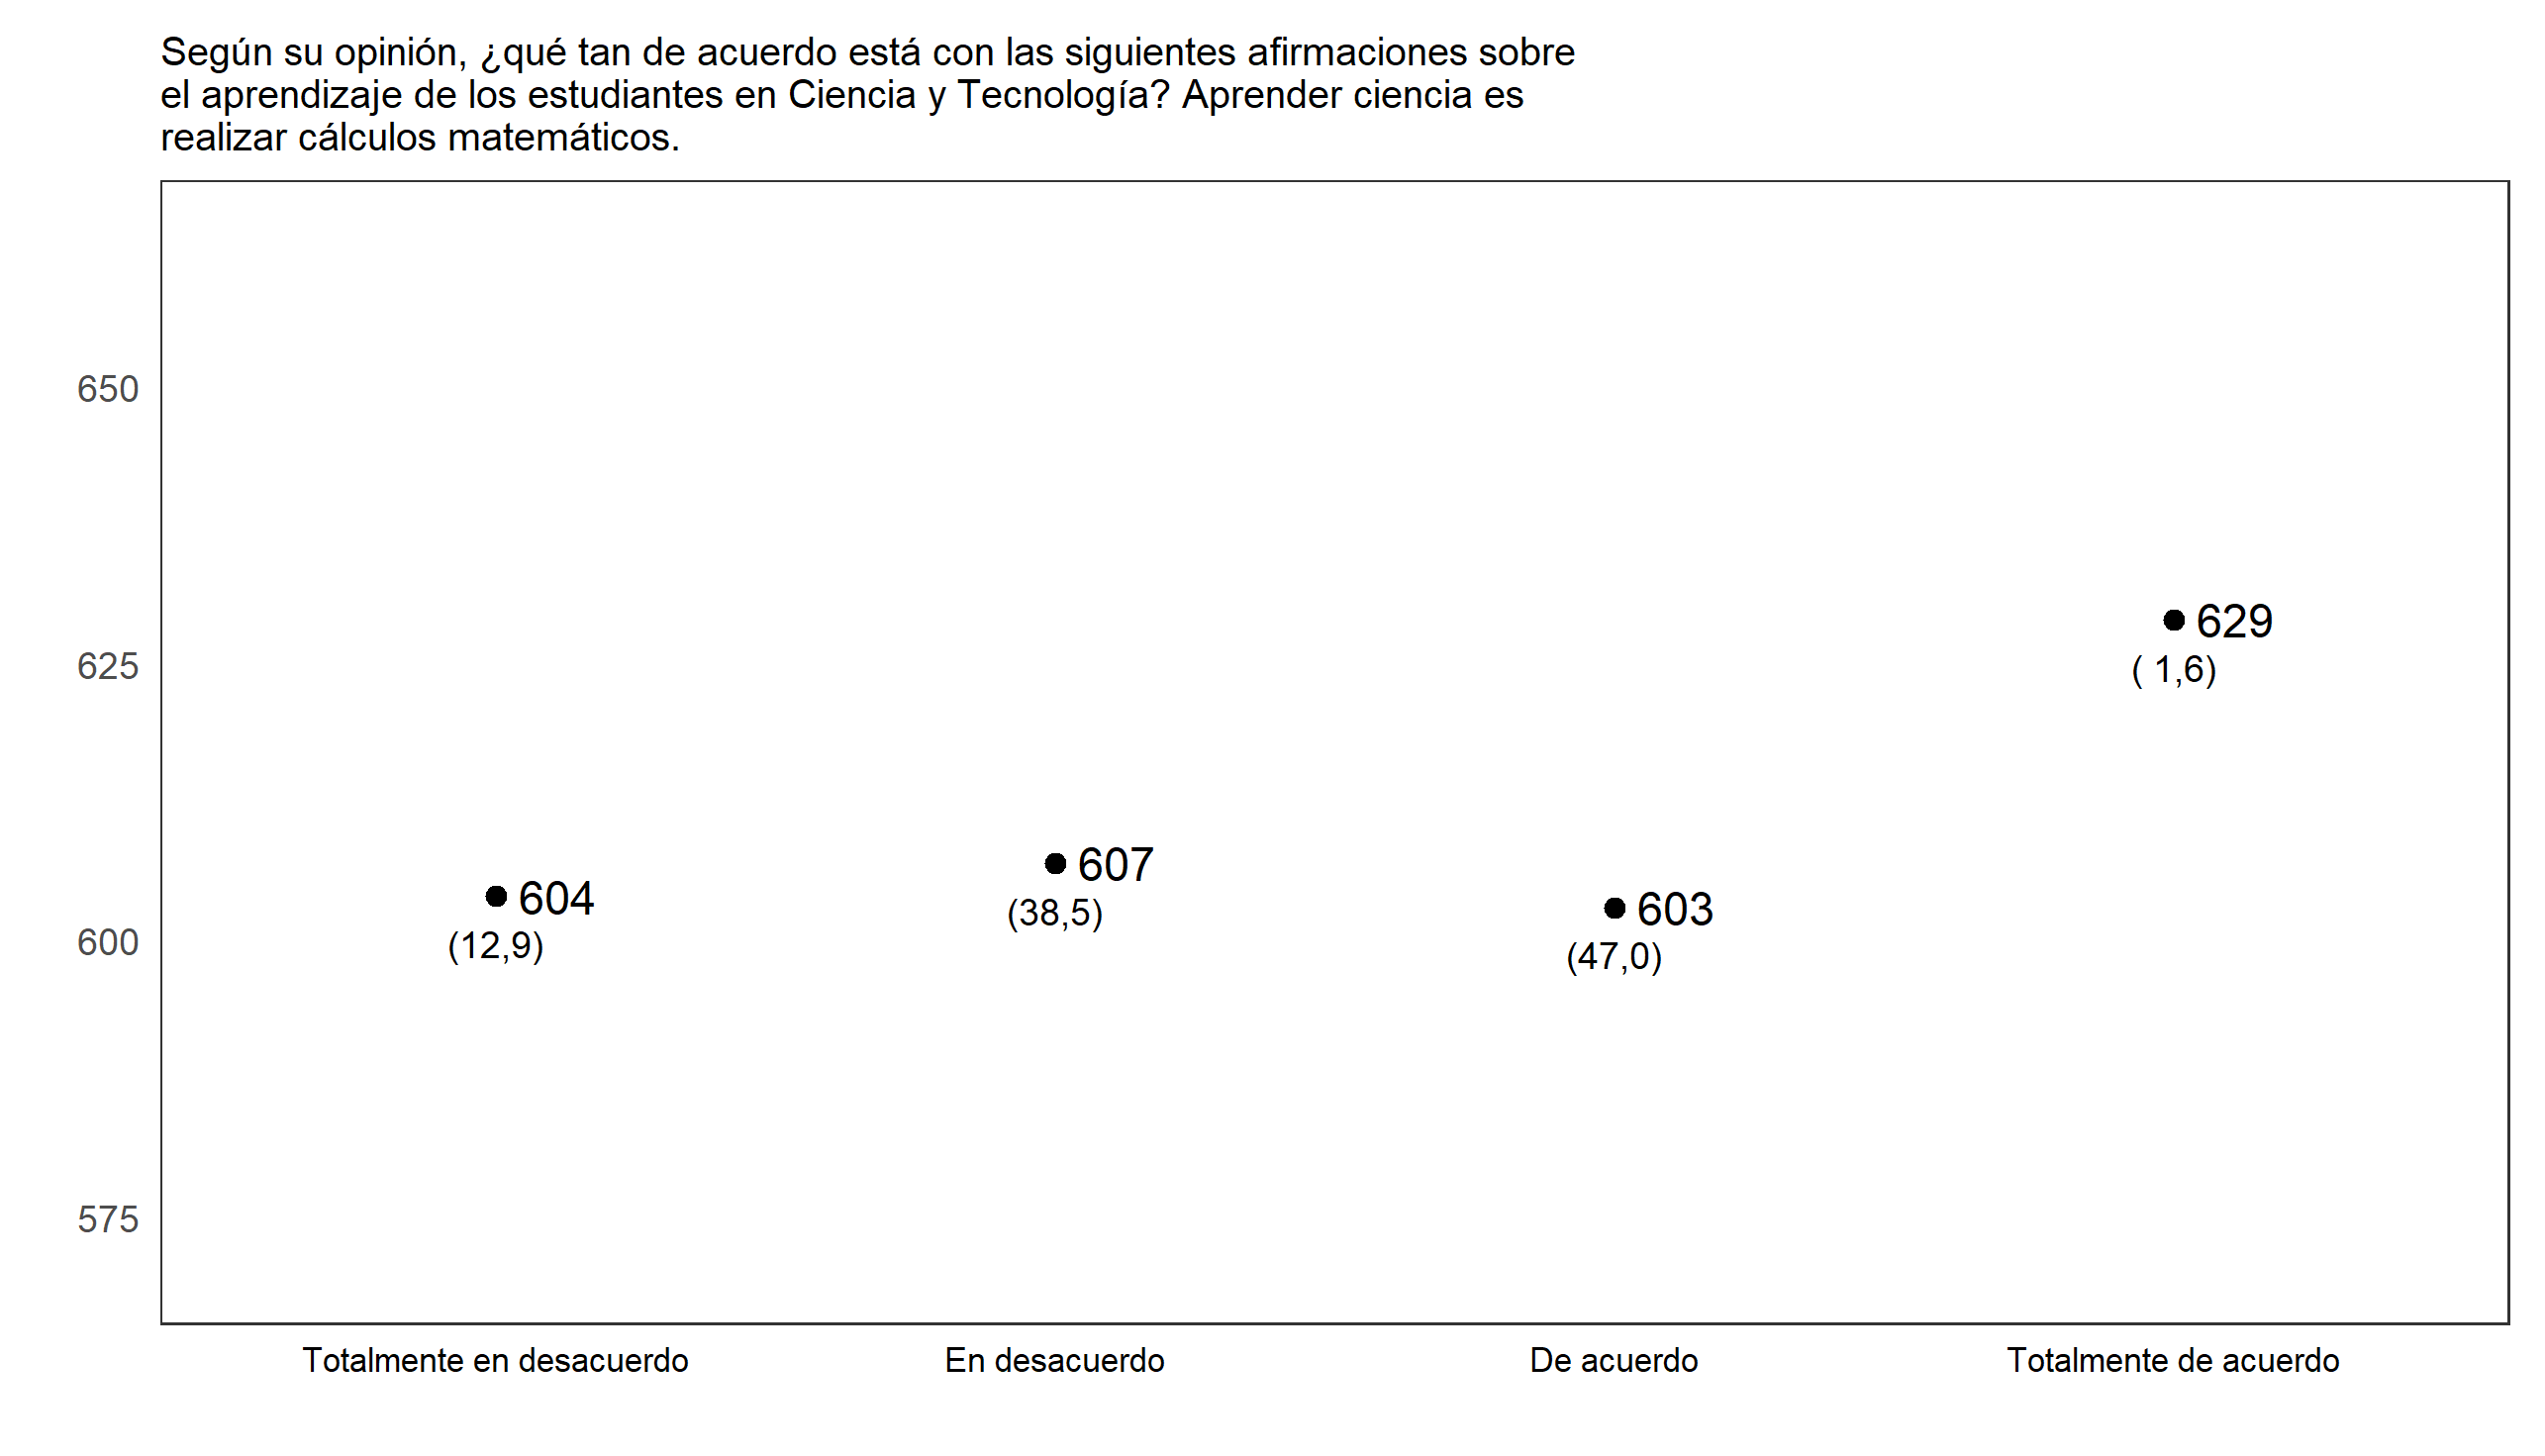 Según su opinión, ¿qué tan de acuerdo está con las siguientes afirmaciones sobre
el aprendizaje de los estudiantes en Ciencia y Tecnología? Aprender ciencia es
realizar cálculos matemáticos.
650
625
600
575
604
(12,9)
607
(38,5)
603
(47,0)
629
( 1,6)
Totalmente en desacuerdo
En desacuerdo
De acuerdo
Totalmente de acuerdo